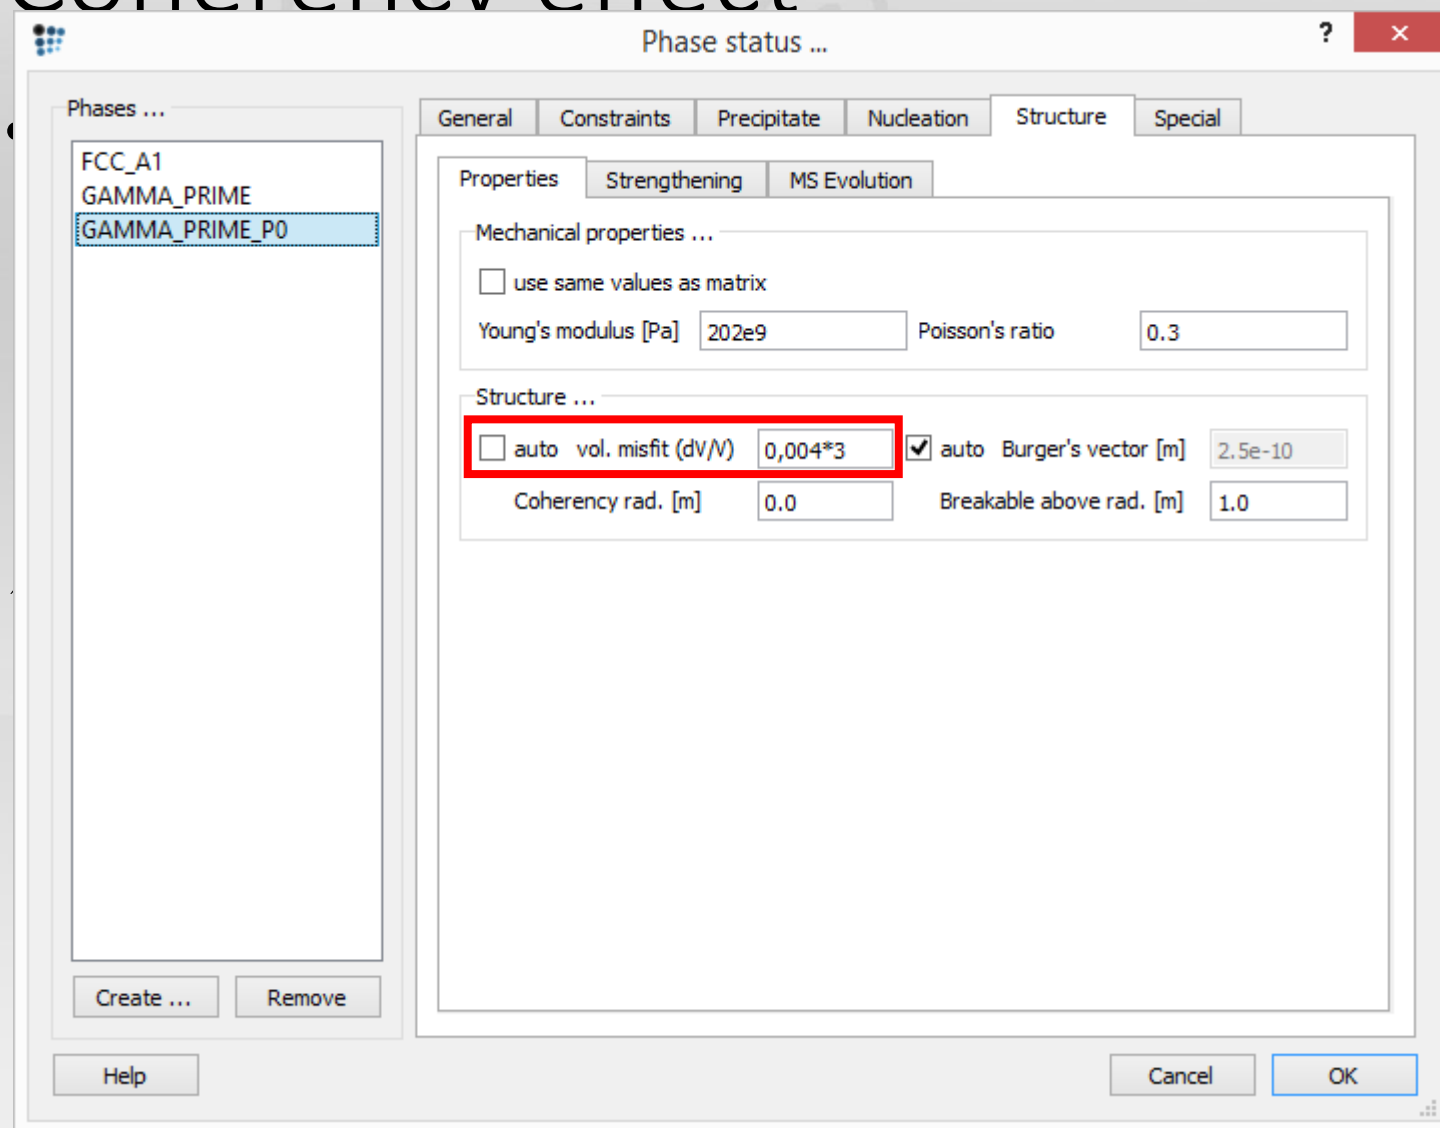 Coherency effect
Phase status ...
?
Phases ...
FCC_A1
GAMMA_PRIME
GAMMA_PRIME_P0
Create ... Remove
General Constraints Precipitate Nucleation Structure Special
Properties Strengthening MS Evolution
Mechanical properties ...
use same values as matrix
Young's modulus [Pa] 202e9 Poisson's ratio 0.3
Structure ...
auto vol. misfit (dV/V) 0,004*3 auto Burger's vector [m] 2.5e-10
Coherency rad. [m] 0.0 Breakable above rad. [m] 1.0
Help Cancel OK